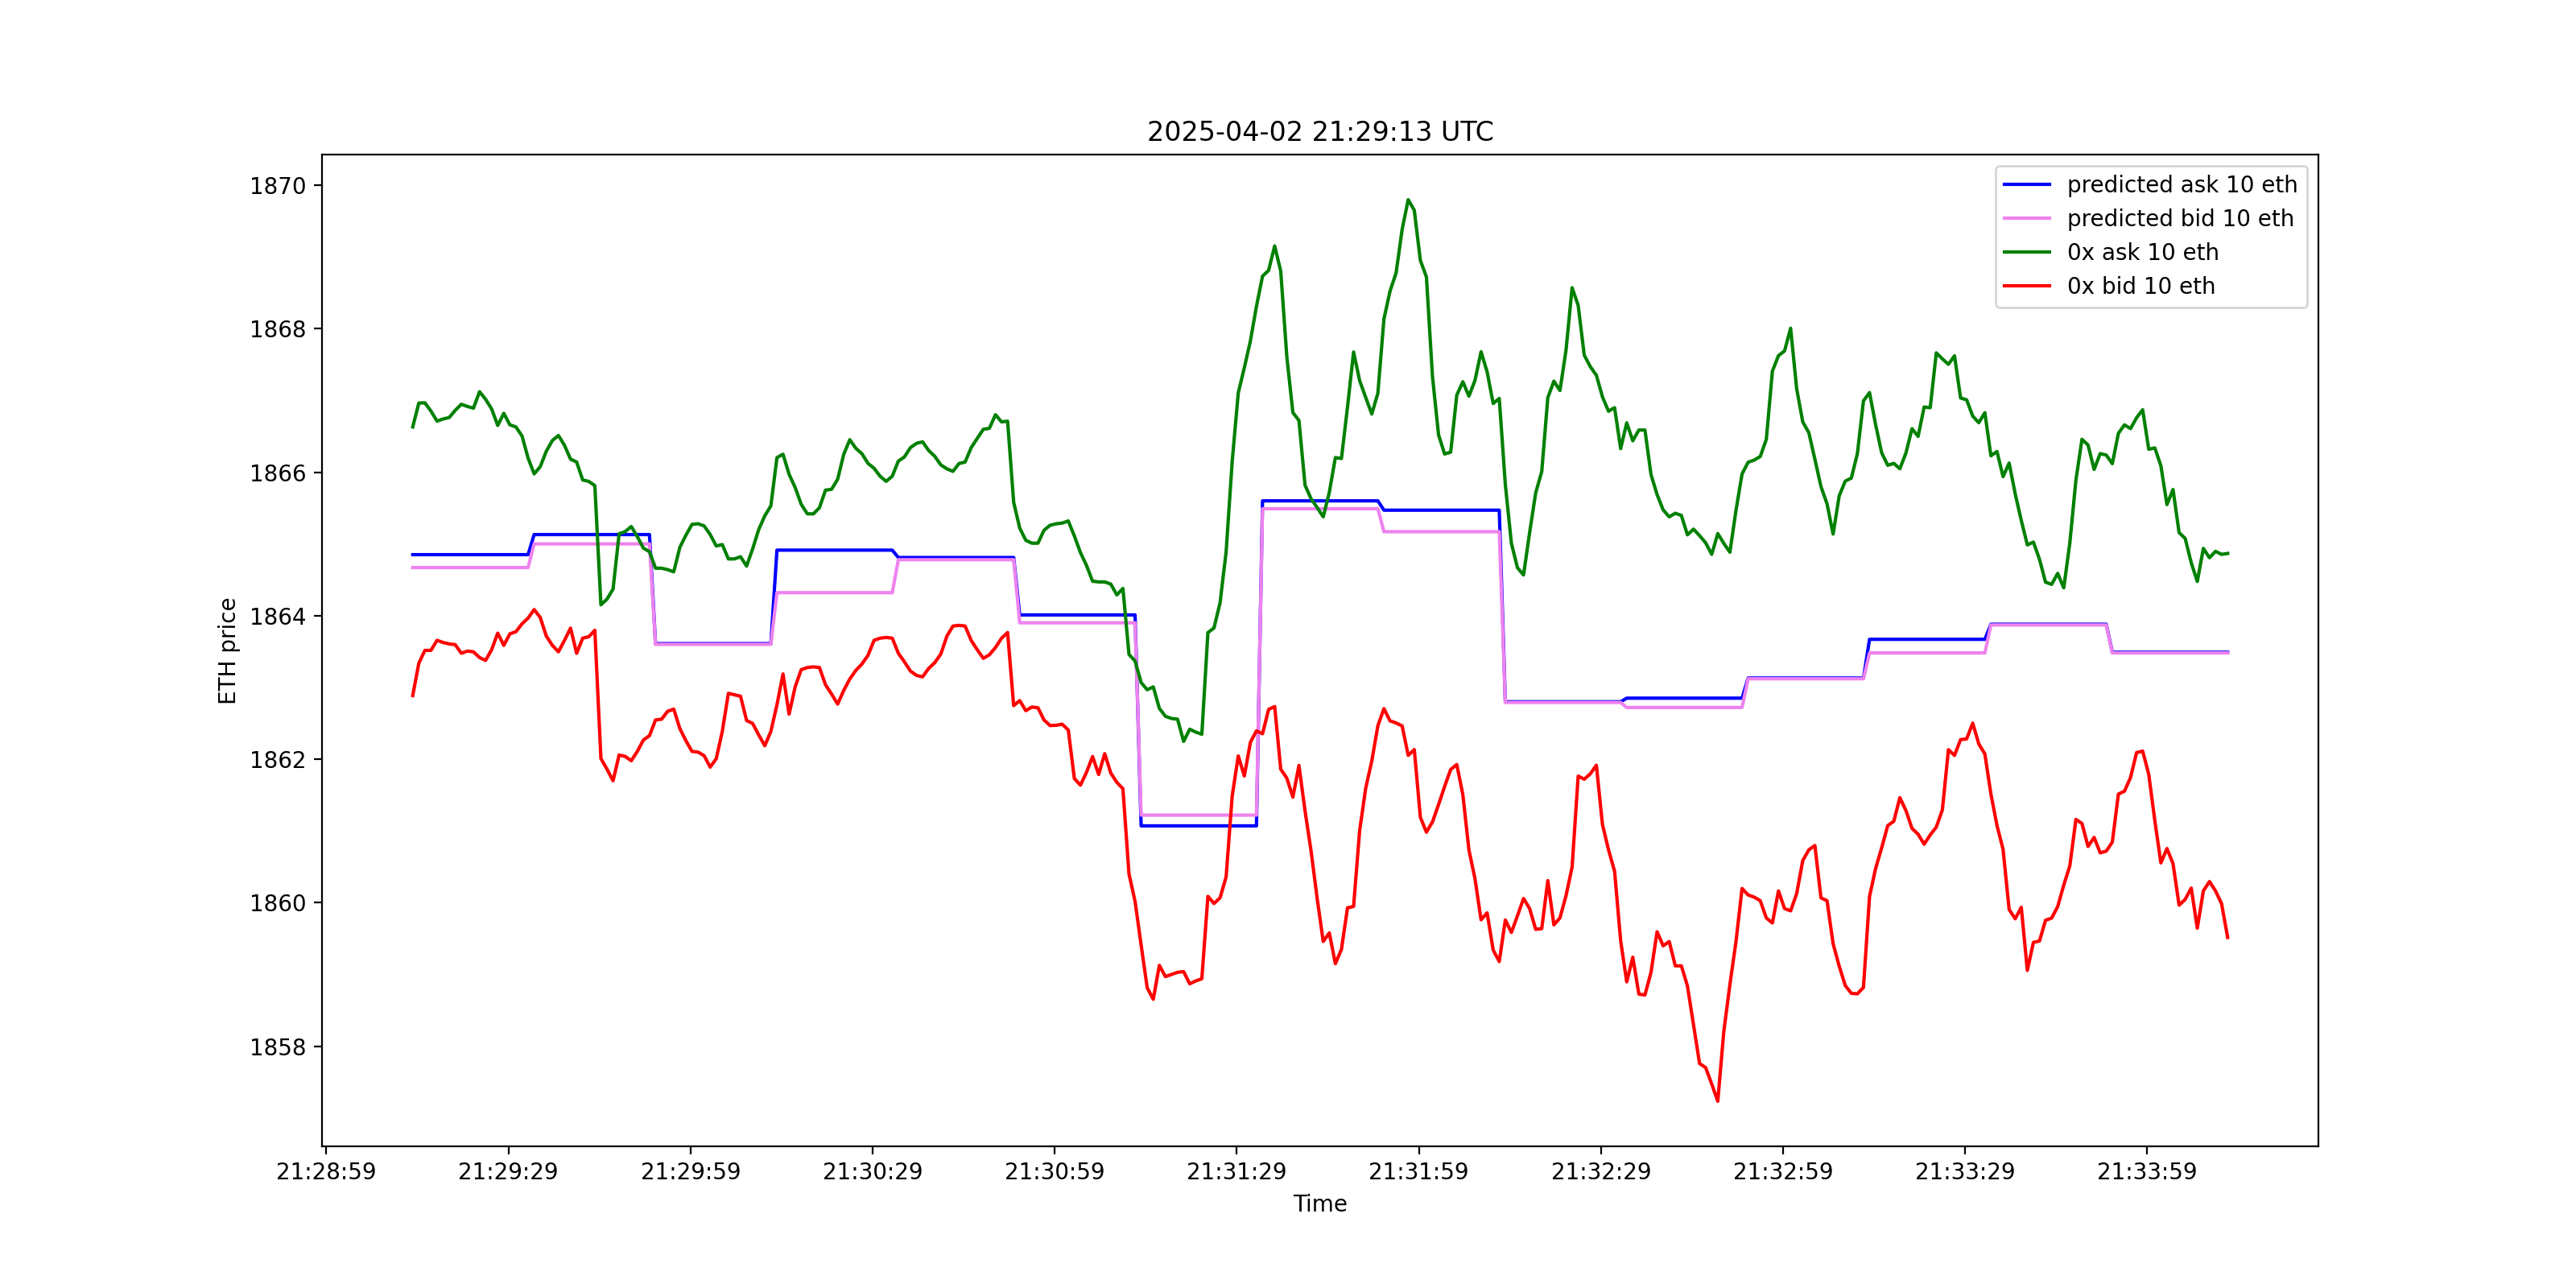 2025-04-02 21:29:13 UTC
predicted ask 10 eth
predicted bid 10 eth
0x ask 10 eth
0x bid 10 eth
ETH price
1870
1868
1866
1864
1862
1860
1858
21:28:59 21:29:29 21:29:59 21:30:29 21:30:59 21:31:29 21:31:59 21:32:29 21:32:59 21:33:29 21:33:59
Time